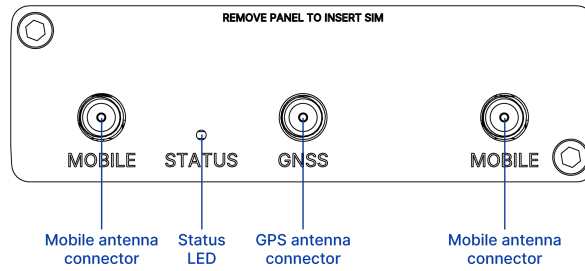 REMOVE PANEL TO INSERT SIM
MOBILE STATUS GNSS MOBILE
Mobile antenna connector
Status LED
GPS antenna connector
Mobile antenna connector